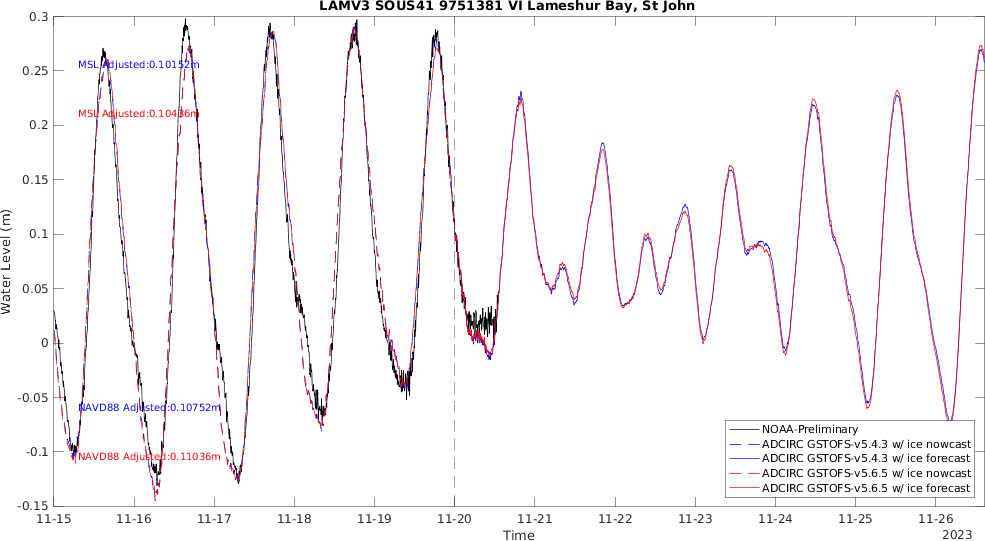 LAMV3 SOUS41 9751381 VI Lameshur Bay, St John
0.3
0.25
0.2
0.15
0.1
0.05
0
-0.05
-0.1
-0.15
Water Level (m)
MSL Adjusted:0.10152m
MSL Adjusted:0.10436m
NAVD88 Adjusted:0.10752m
NAVD88 Adjusted:0.11036m
NOAA-Preliminary
ADCIRC GSTOFS-v5.4.3 w/ ice nowcast
ADCIRC GSTOFS-v5.4.3 w/ ice forecast
ADCIRC GSTOFS-v5.6.5 w/ ice nowcast
ADCIRC GSTOFS-v5.6.5 w/ ice forecast
11-15 11-16 11-17 11-18 11-19 11-20 11-21 11-22 11-23 11-24 11-25 11-26
Time
2023